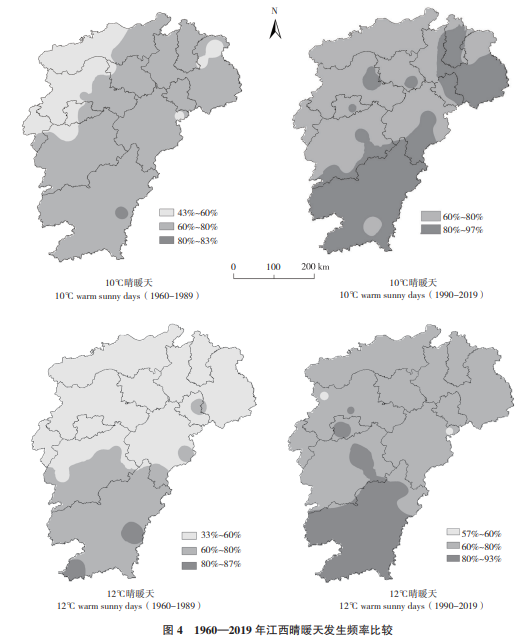 N
43%~60%
60%~80%
80%~83%
60%~80%
80%~97%
0 100 200 km
10℃晴暖天
10℃ warm sunny days（1960–1989）
10℃晴暖天
10℃ warm sunny days（1990–2019）
33%~60%
60%~80%
80%~87%
57%~60%
60%~80%
80%~93%
12℃晴暖天
12℃ warm sunny days（1960–1989）
12℃晴暖天
12℃ warm sunny days（1990–2019）
图 4 1960—2019 年江西晴暖天发生频率比较